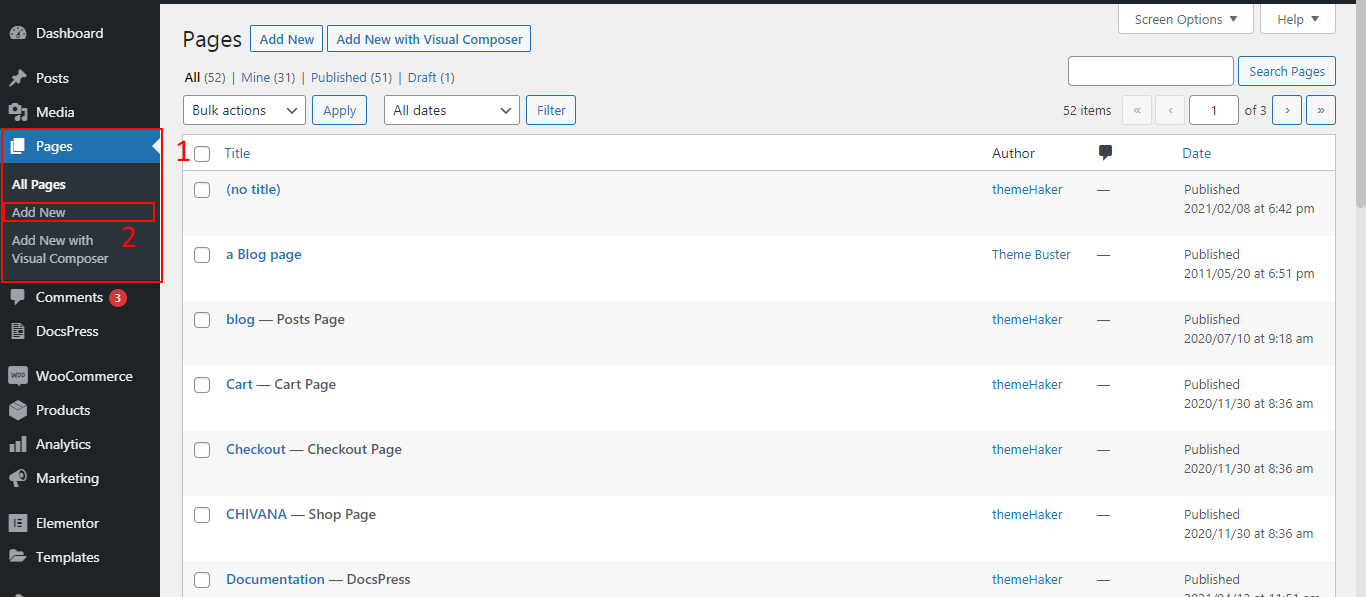 Dashboard
Posts
Media
Pages
1
All Pages
Add New
2
Add New with
Visual Composer
Comments 3
DocsPress
WOO WooCommerce
Products
Analytics
Marketing
Elementor
Templates
Screen Options ▼ Help ▼
Pages Add New Add New with Visual Composer
All (52) | Mine (31) | Published (51) | Draft (1)
Search Pages
Bulk actions Apply All dates Filter 52 items « ‹ 1 of 3 › »
Title Author Date
(no title) themeHaker — Published
2021/02/08 at 6:42 pm
a Blog page Theme Buster — Published
2011/05/20 at 6:51 pm
blog — Posts Page themeHaker — Published
2020/07/10 at 9:18 am
Cart — Cart Page themeHaker — Published
2020/11/30 at 8:36 am
Checkout — Checkout Page themeHaker — Published
2020/11/30 at 8:36 am
CHIVANA — Shop Page themeHaker — Published
2020/11/30 at 8:36 am
Documentation — DocsPress themeHaker — Published